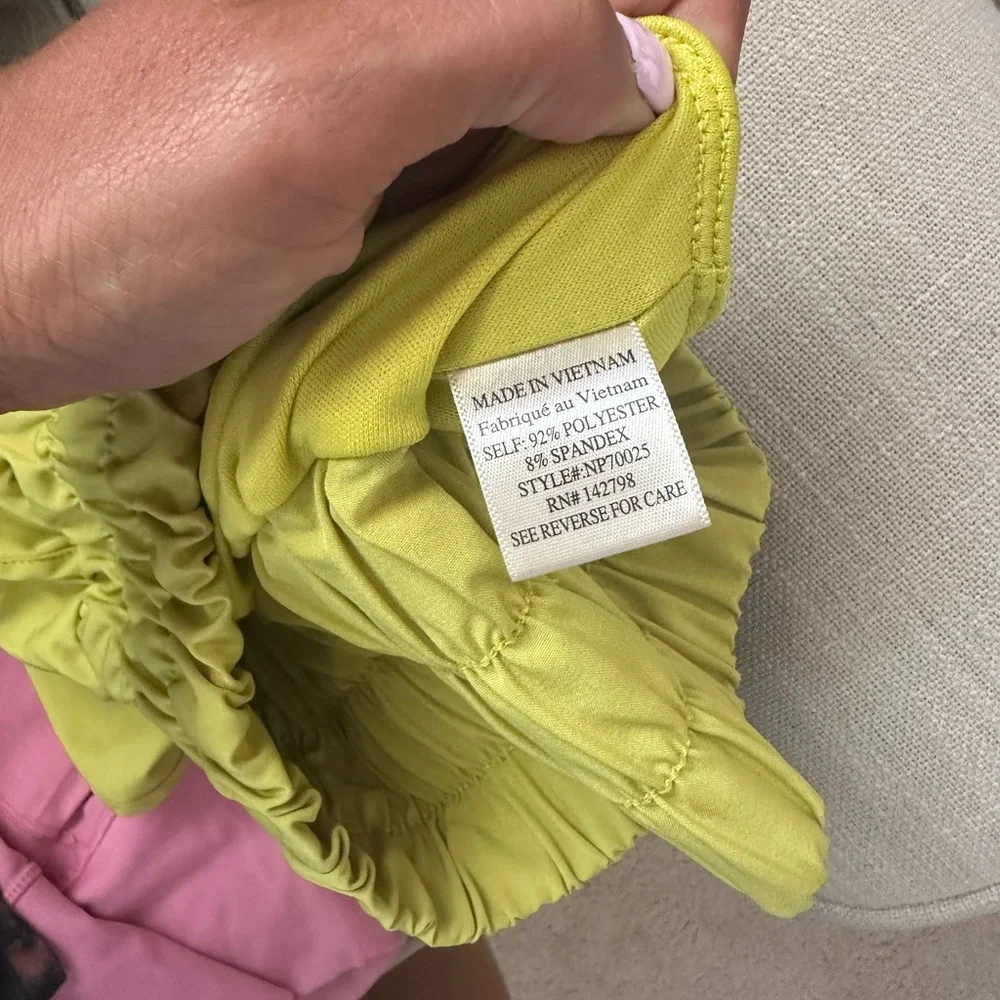 MADE IN VIETNAM
Fabriqué au Vietnam
SELF: 92% POLYESTER
8% SPANDEX
STYLE#:NP70025
RN# 142798
SEE REVERSE FOR CARE